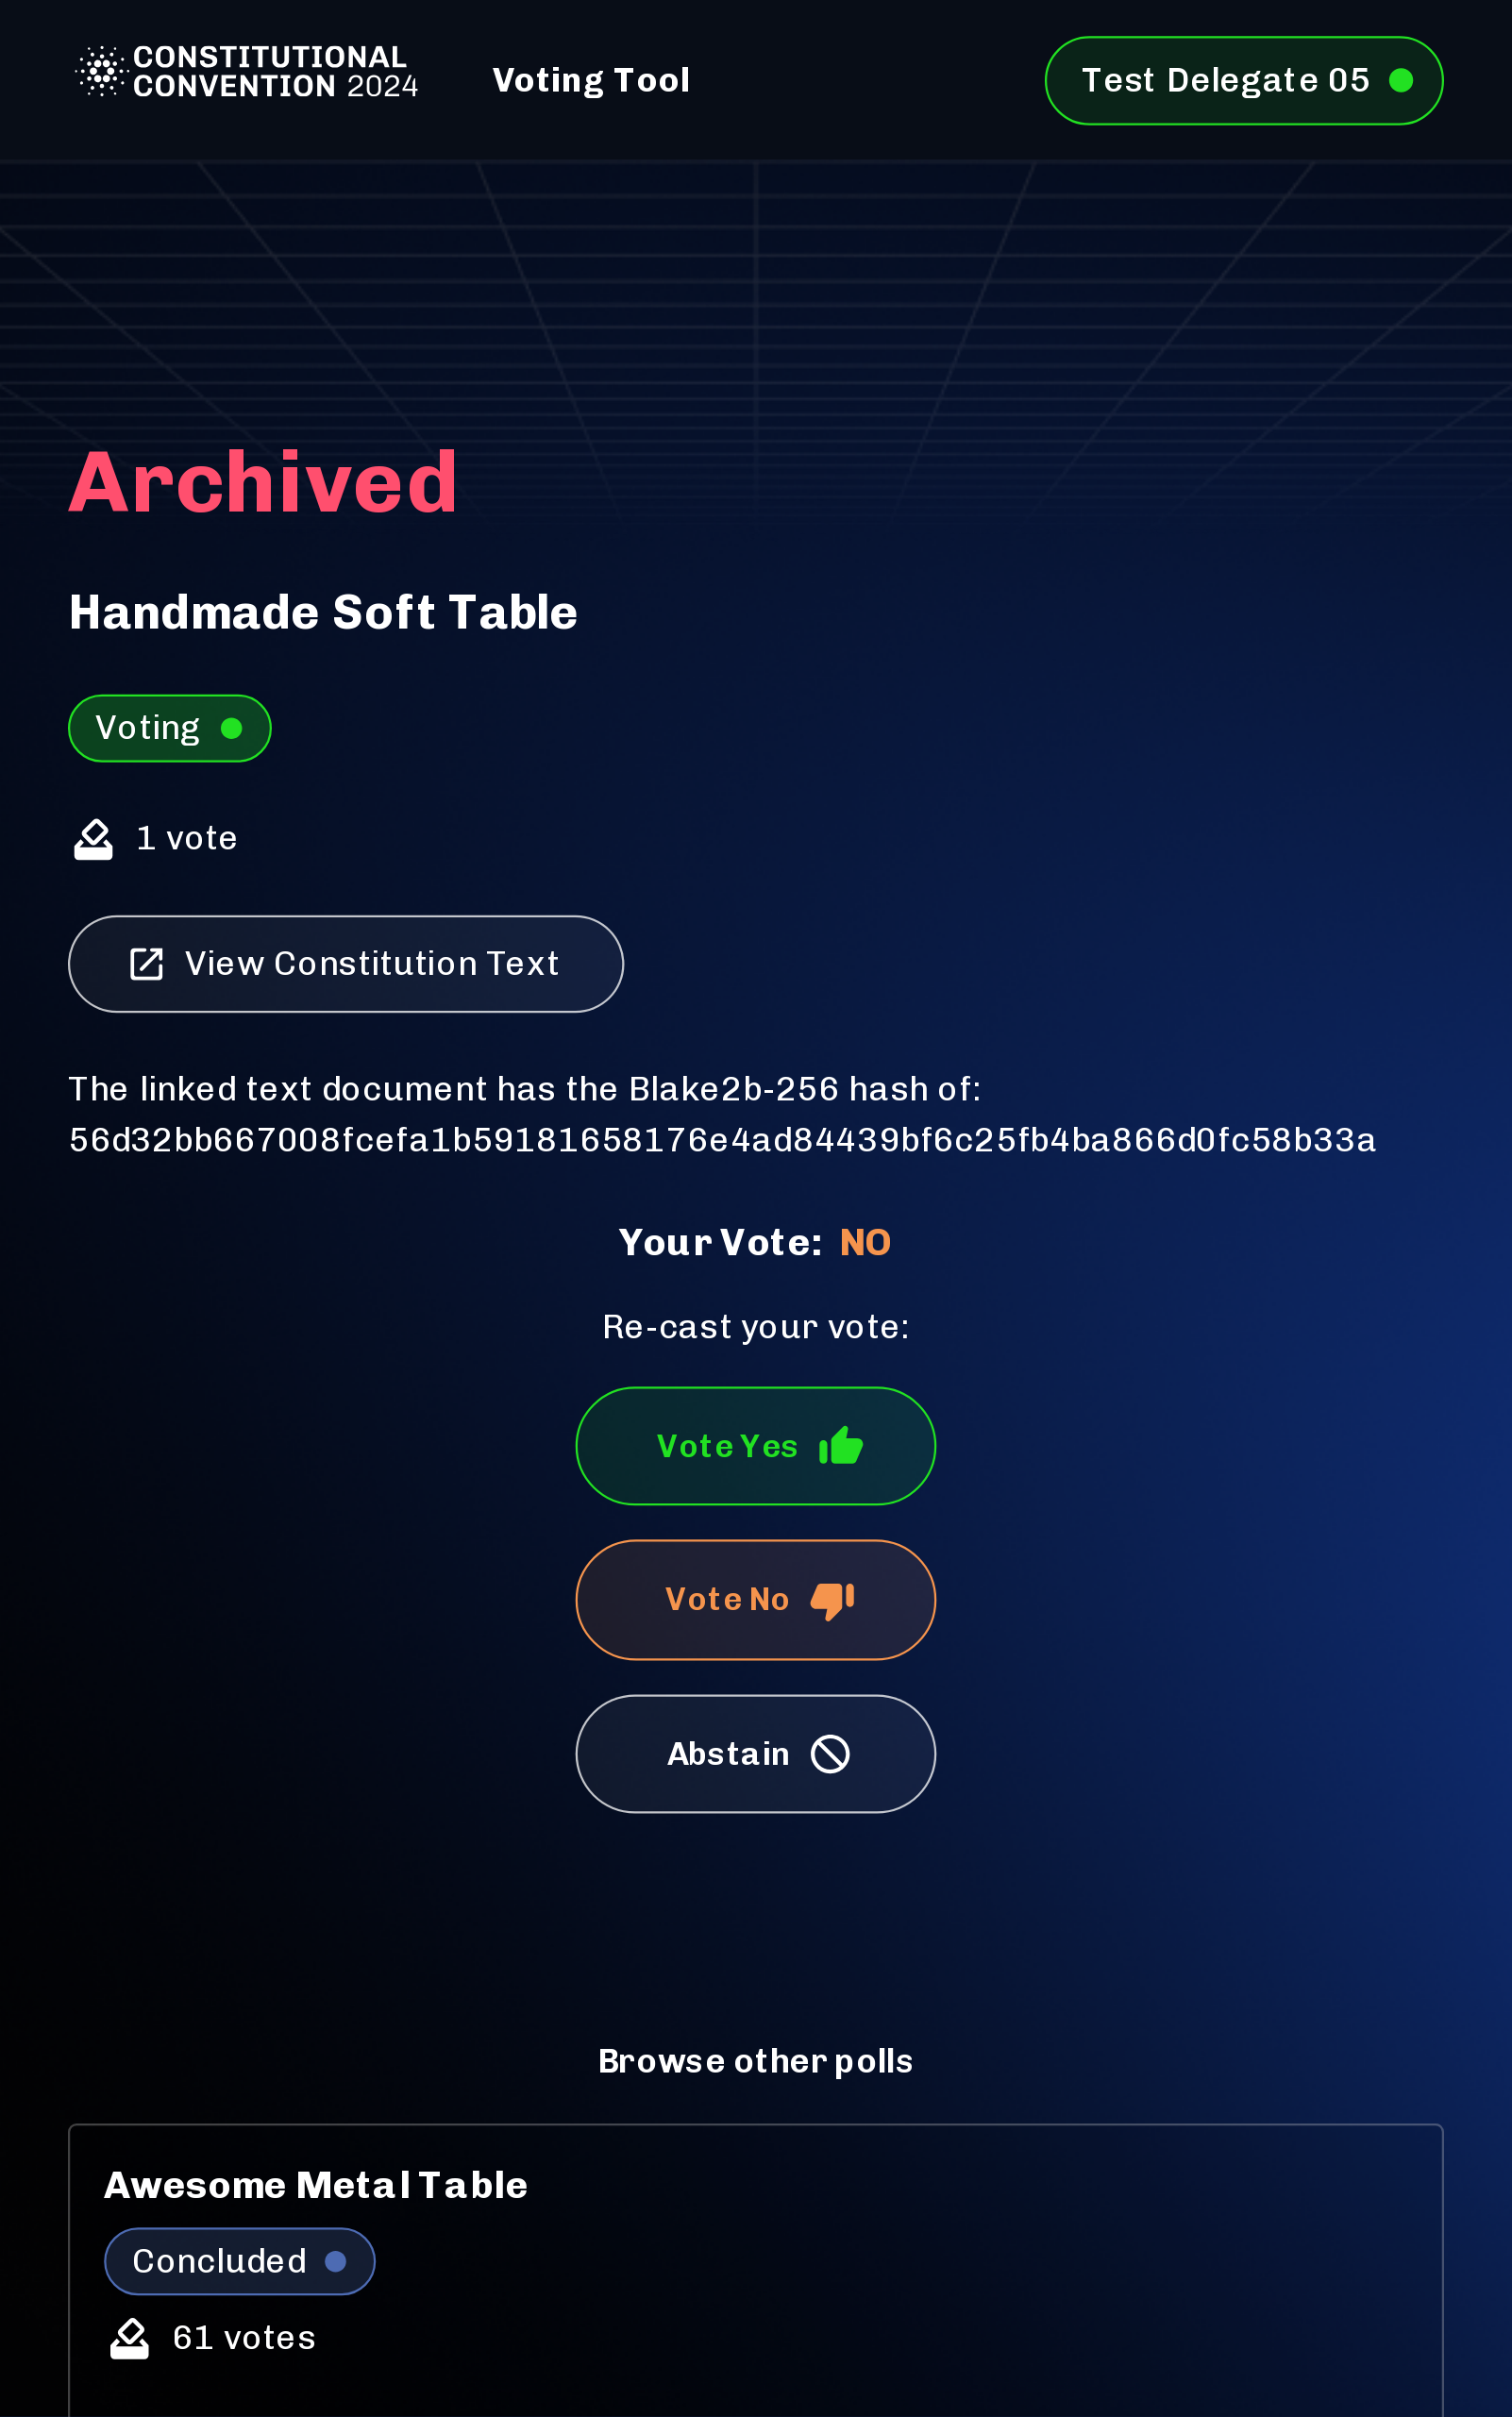 CONSTITUTIONAL
CONVENTION 2024
Voting Tool
Test Delegate 05
Archived
Handmade Soft Table
Voting
1 vote
View Constitution Text
The linked text document has the Blake2b-256 hash of:
56d32bb667008fcefa1b59181658176e4ad84439bf6c25fb4ba866d0fc58b33a
Your Vote: NO
Re-cast your vote:
Vote Yes
Vote No
Abstain
Browse other polls
Awesome Metal Table
Concluded
61 votes